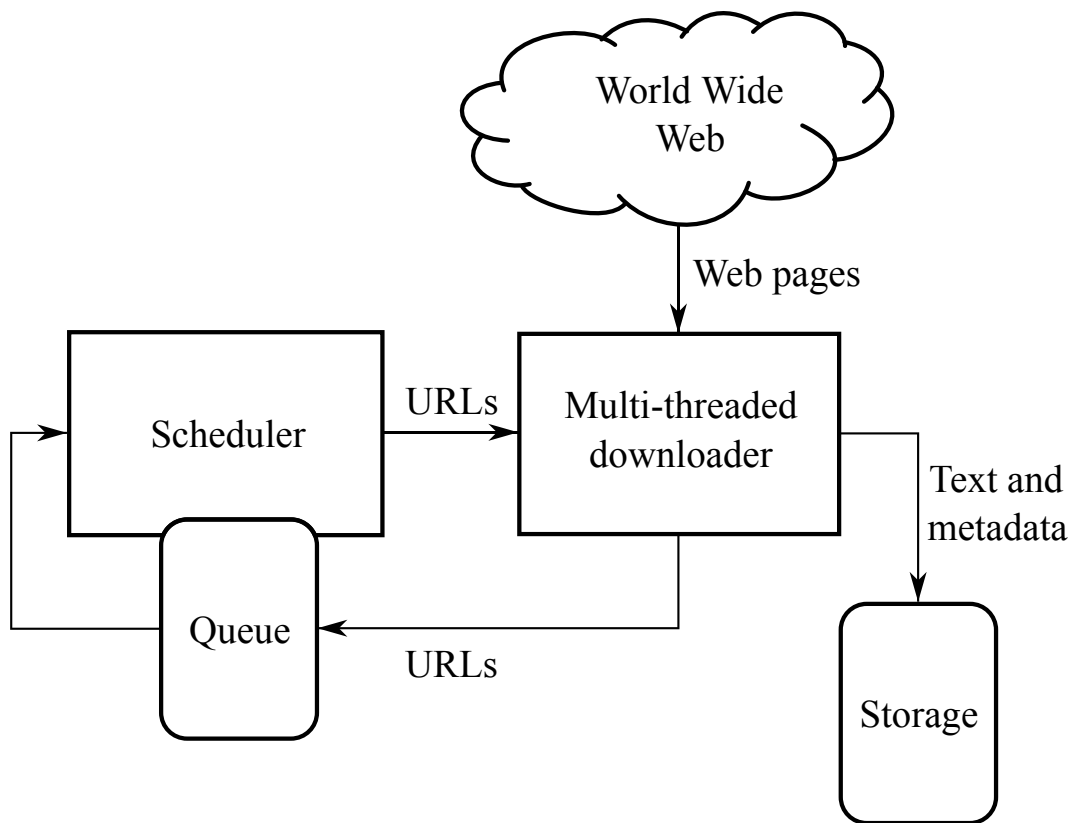 World Wide
Web
Web pages
Scheduler
URLs
Multi-threaded
downloader
Text and
metadata
Queue
URLs
Storage